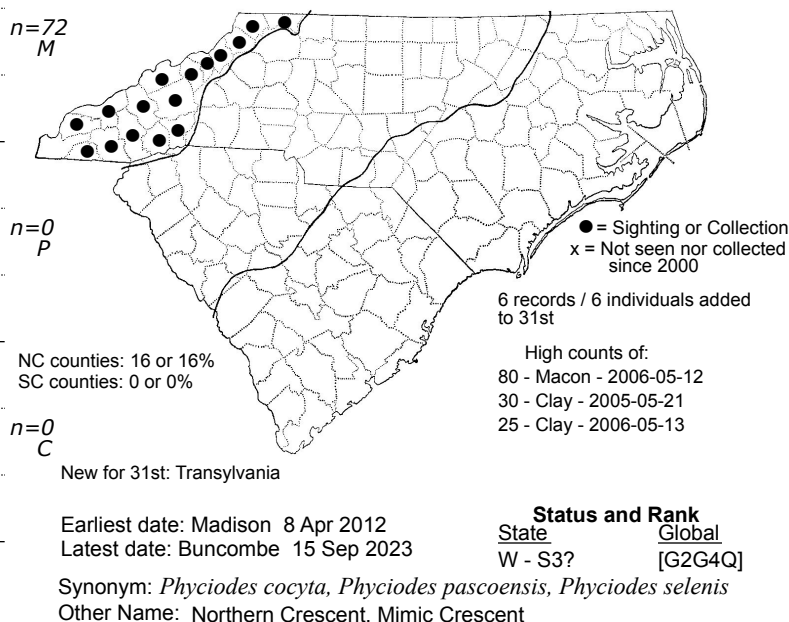 n=72
M
n=0
P
● = Sighting or Collection
x = Not seen nor collected
since 2000
6 records / 6 individuals added
to 31st
NC counties: 16 or 16%
SC counties: 0 or 0%
High counts of:
80 - Macon - 2006-05-12
30 - Clay - 2005-05-21
25 - Clay - 2006-05-13
n=0
C
New for 31st: Transylvania
Earliest date: Madison 8 Apr 2012
Latest date: Buncombe 15 Sep 2023
Status and Rank
State Global
W - S3? [G2G4Q]
Synonym: Phyciodes cocyta, Phyciodes pascoensis, Phyciodes selenis
Other Name: Northern Crescent, Mimic Crescent